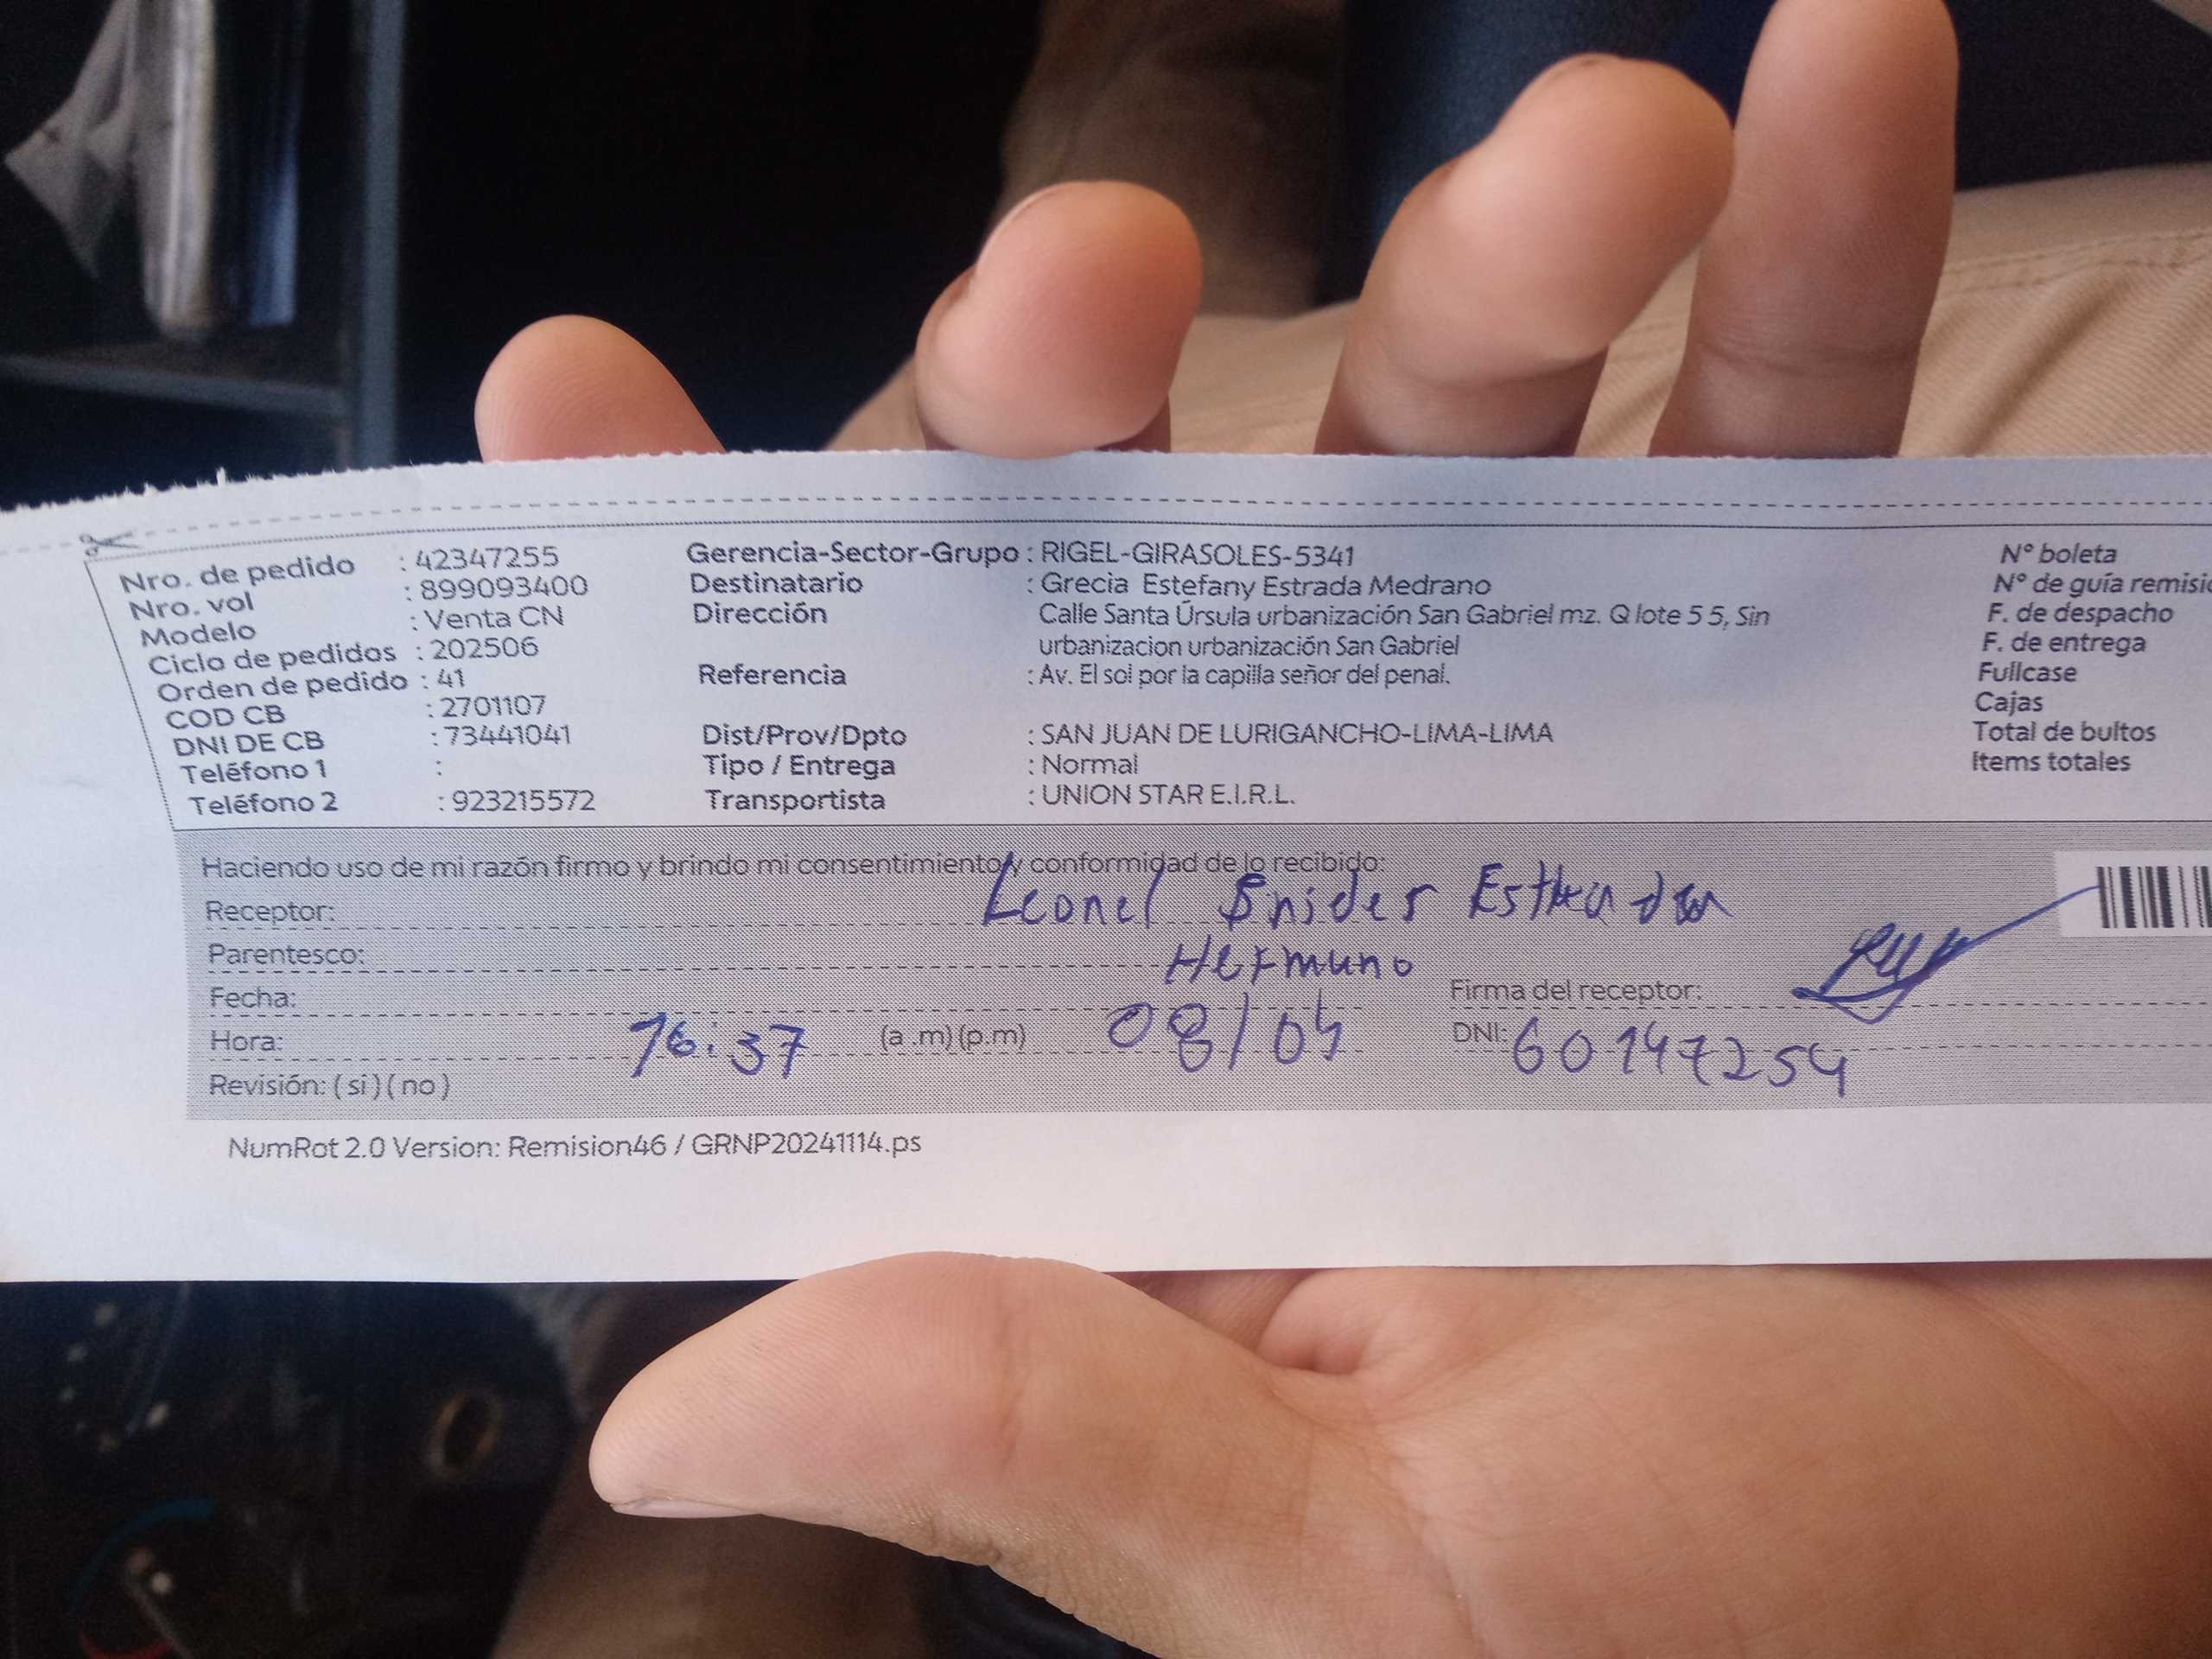 Nro. de pedido : 42347255
Nro. vol : 899093400
Modelo : Venta CN
Ciclo de pedidos : 202506
Orden de pedido : 41
COD CB : 2701107
DNI DE CB : 73441041
Teléfono 1 :
Teléfono 2 : 923215572
Gerencia-Sector-Grupo : RIGEL-GIRASOLES-5341
Destinatario : Grecia Estefany Estrada Medrano
Dirección Calle Santa Úrsula urbanización San Gabriel mz. Q lote 5 5, Sin
urbanizacion urbanización San Gabriel
Referencia : Av. El sol por la capilla señor del penal.
Dist/Prov/Dpto : SAN JUAN DE LURIGANCHO-LIMA-LIMA
Tipo / Entrega : Normal
Transportista : UNION STAR E.I.R.L.
N° boleta
N° de guía remisió
F. de despacho
F. de entrega
Fullcase
Cajas
Total de bultos
Items totales
Haciendo uso de mi razón firmo y brindo mi consentimiento y conformidad de lo recibido:
Receptor: Leonel Snider
Parentesco: Hermano
Fecha:
Firma del receptor:
Hora: 16:37 (a .m) (p.m) 08/04 DNI: 60147254
Revisión: ( si ) ( no )
NumRot 2.0 Version: Remision46 / GRNP20241114.ps